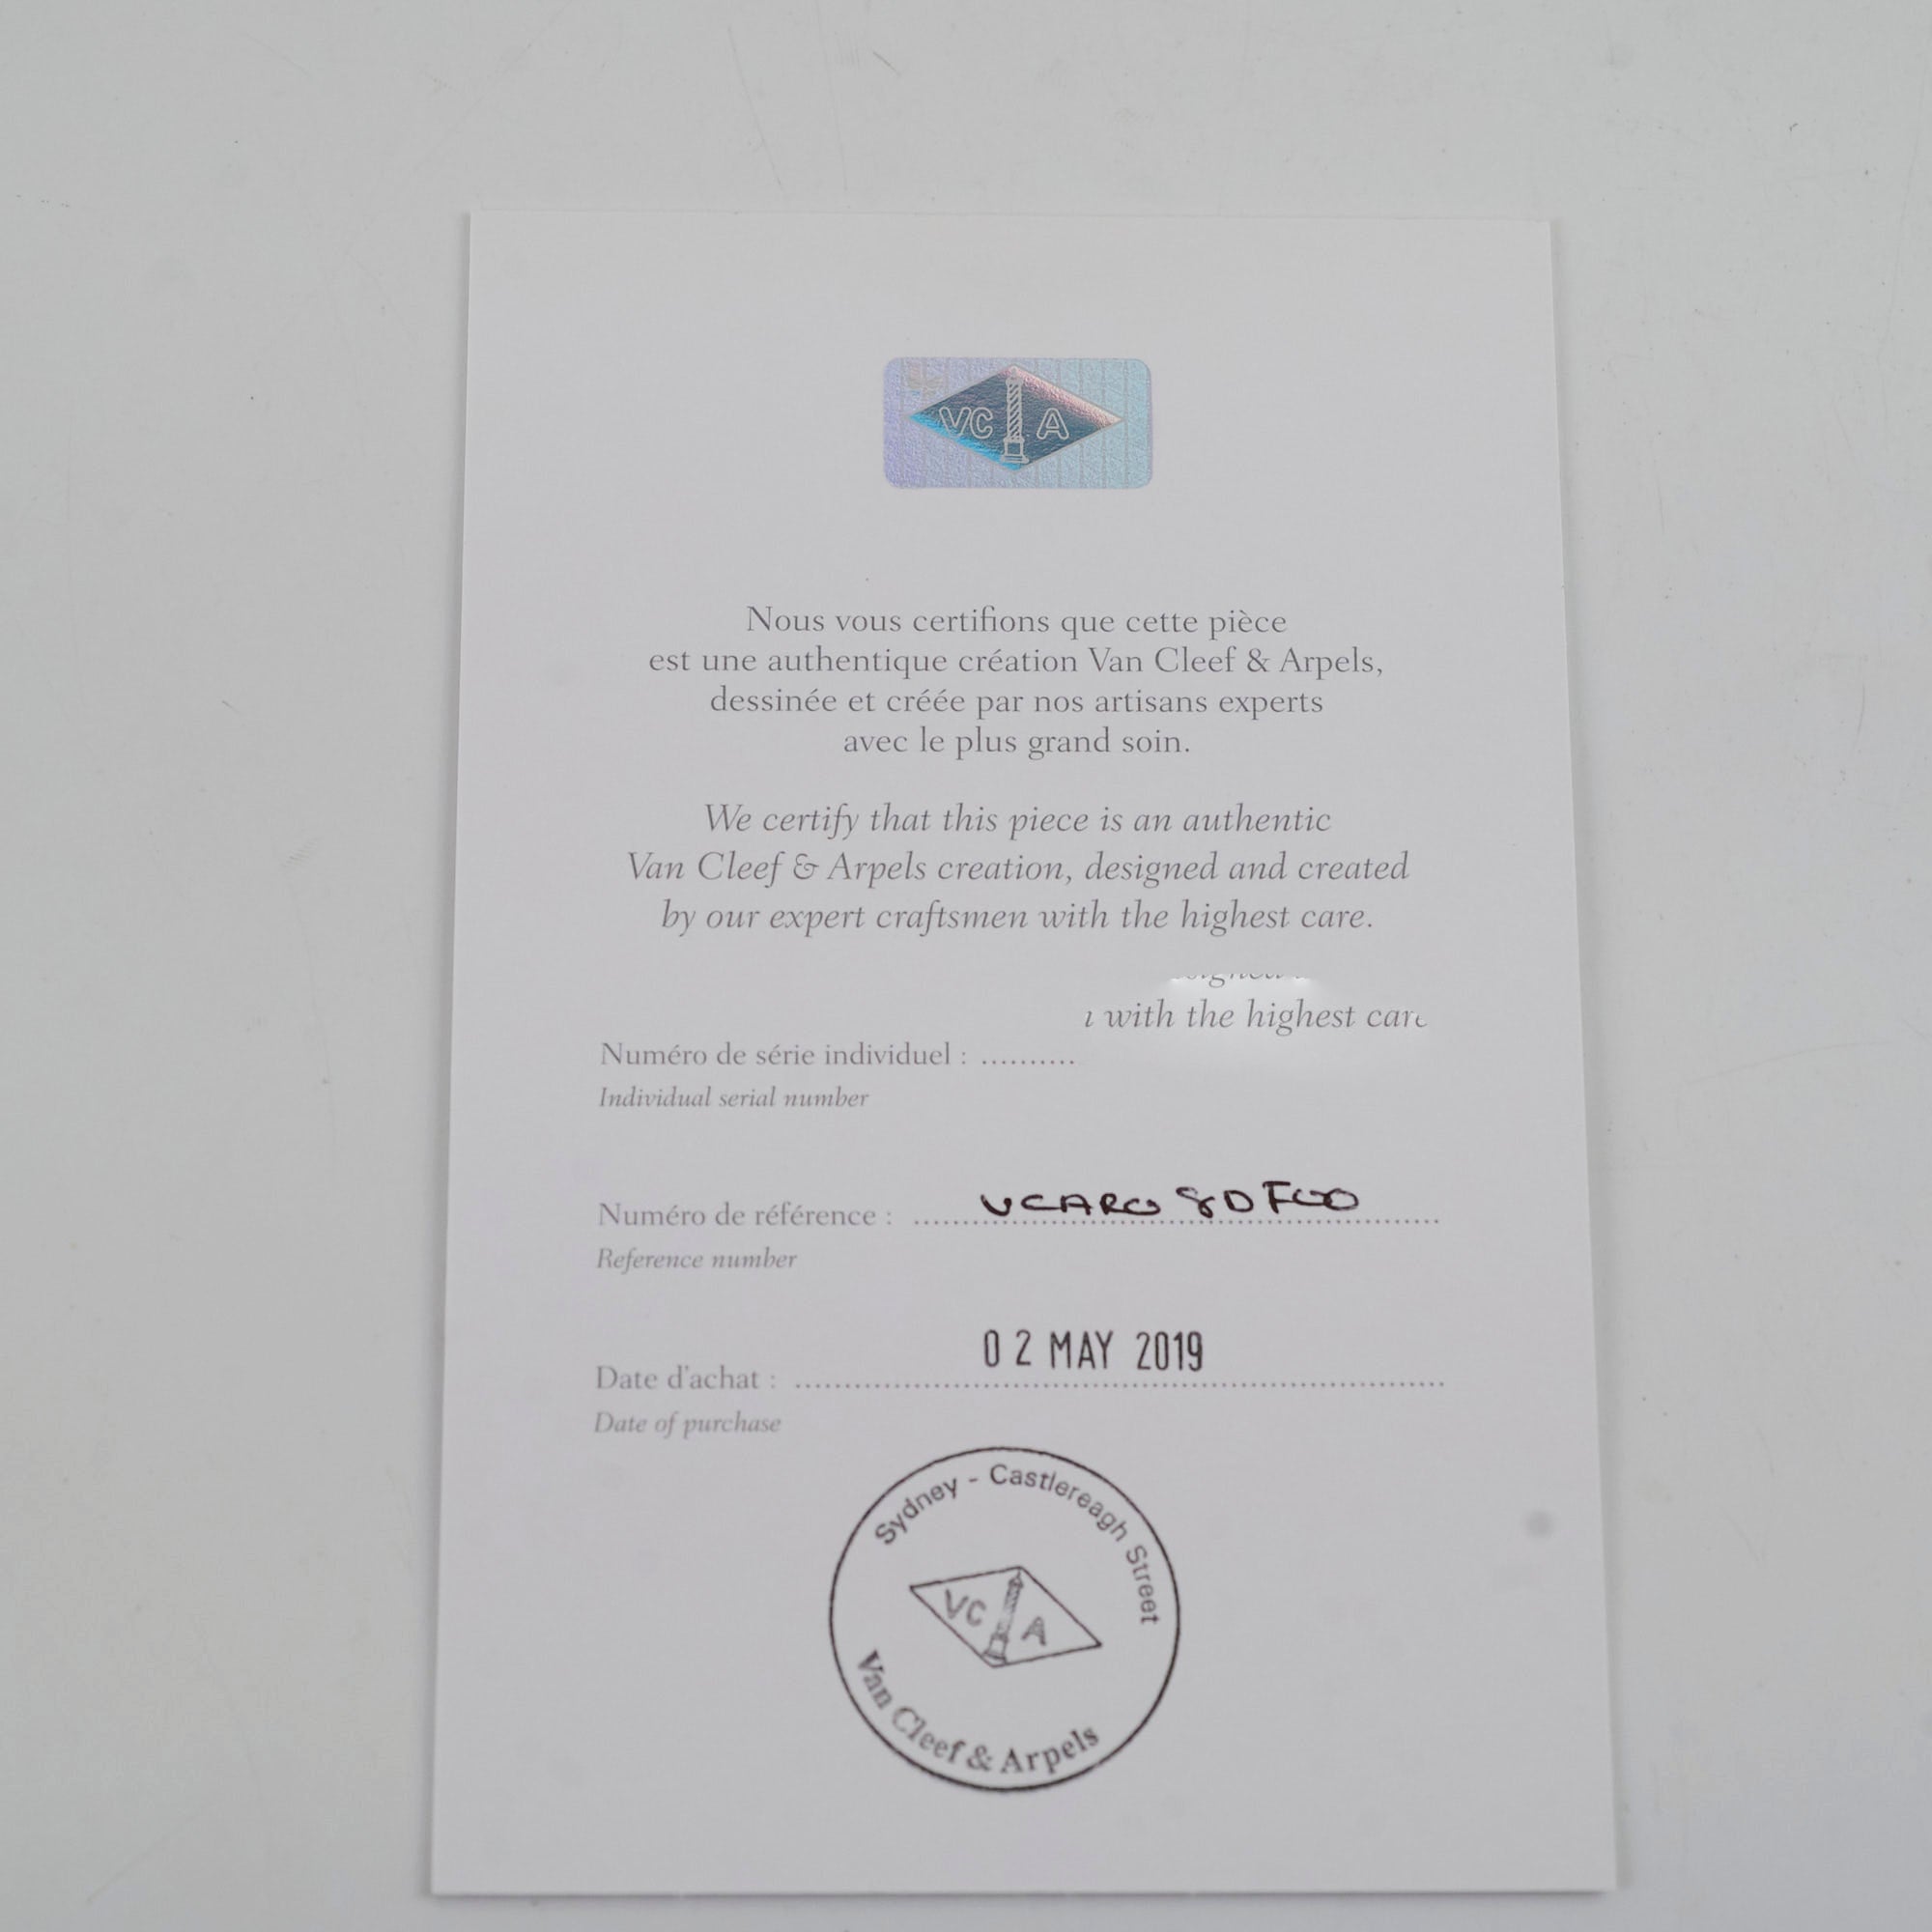 VC A
Nous vous certifions que cette pièce
est une authentique création Van Cleef & Arpels,
dessinée et créée par nos artisans experts
avec le plus grand soin.
We certify that this piece is an authentic
Van Cleef & Arpels creation, designed and created
by our expert craftsmen with the highest care.
with the highest care
Numéro de série individuel : ..........
Individual serial number
Numéro de référence :
Reference number
02 MAY 2019
Date d'achat :
Date of purchase
Sydney - Castlereagh Street
VC A
Van Cleef & Arpels